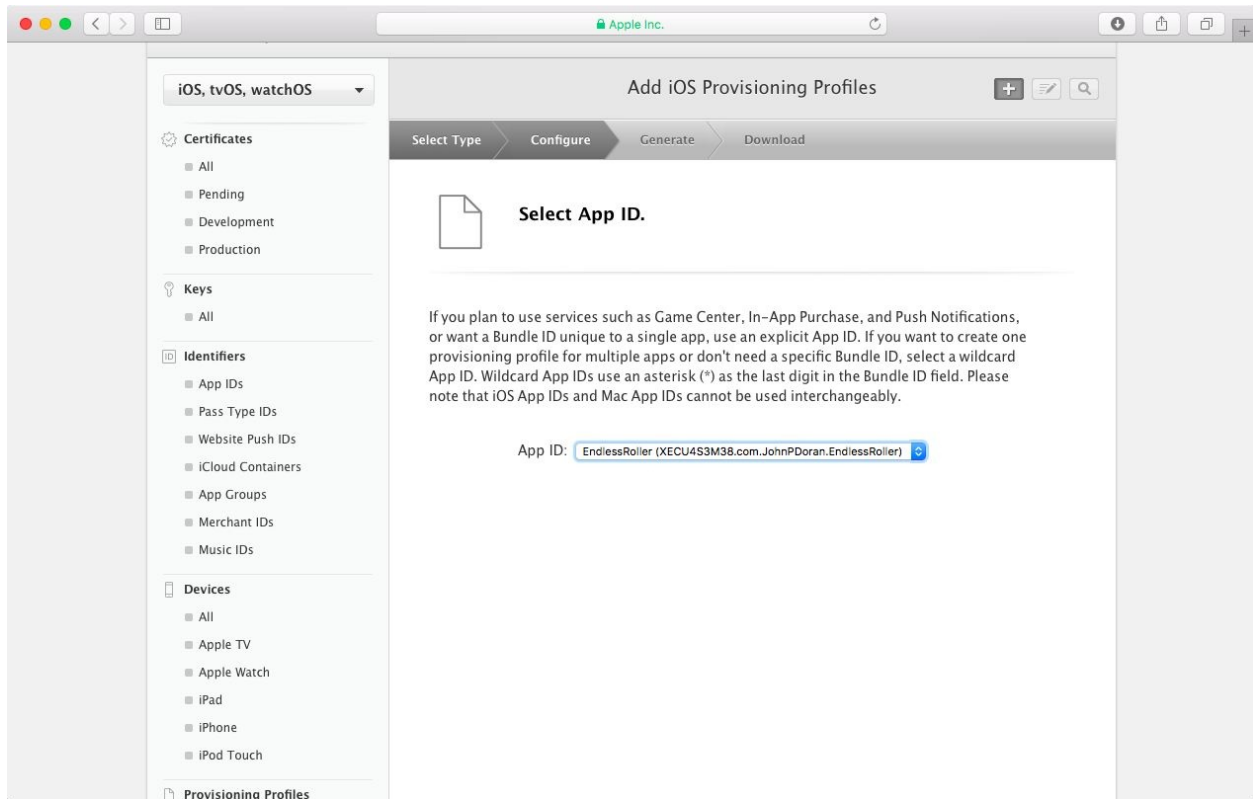 Apple Inc.
iOS, tvOS, watchOS
Add iOS Provisioning Profiles
Certificates
All
Pending
Development
Production
Keys
All
ID Identifiers
App IDs
Pass Type IDs
Website Push IDs
iCloud Containers
App Groups
Merchant IDs
Music IDs
Devices
All
Apple TV
Apple Watch
iPad
iPhone
iPod Touch
Provisioning Profiles
Select Type Configure Generate Download
Select App ID.
If you plan to use services such as Game Center, In-App Purchase, and Push Notifications,
or want a Bundle ID unique to a single app, use an explicit App ID. If you want to create one
provisioning profile for multiple apps or don't need a specific Bundle ID, select a wildcard
App ID. Wildcard App IDs use an asterisk (*) as the last digit in the Bundle ID field. Please
note that iOS App IDs and Mac App IDs cannot be used interchangeably.
App ID: EndlessRoller (XECU4S3M38.com.JohnPDoran.EndlessRoller)